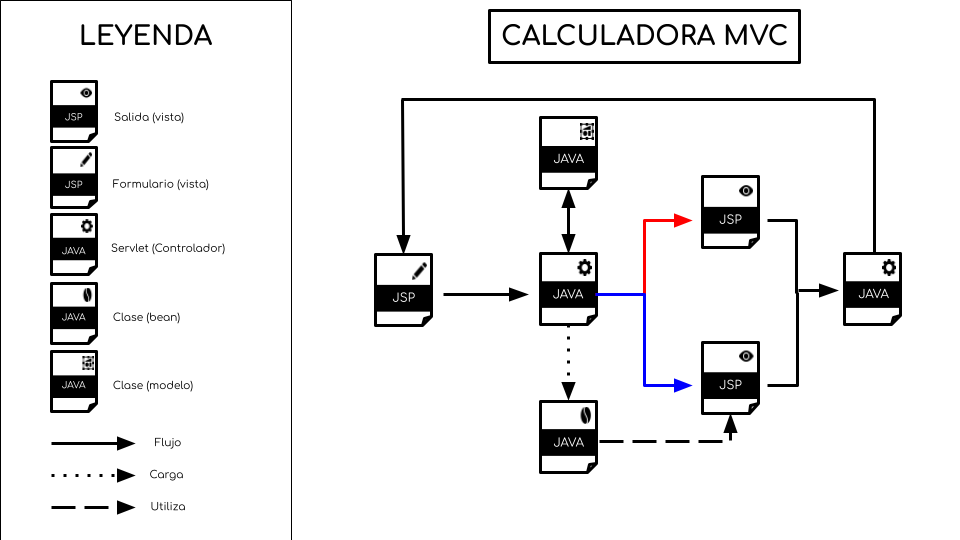 LEYENDA
CALCULADORA MVC
JSP
Salida (vista)
JSP
Formulario (vista)
JAVA
Servlet (Controlador)
JAVA
Clase (bean)
JAVA
Clase (modelo)
Flujo
Carga
Utiliza
JAVA
JSP
JSP
JAVA
JAVA
JSP
JAVA